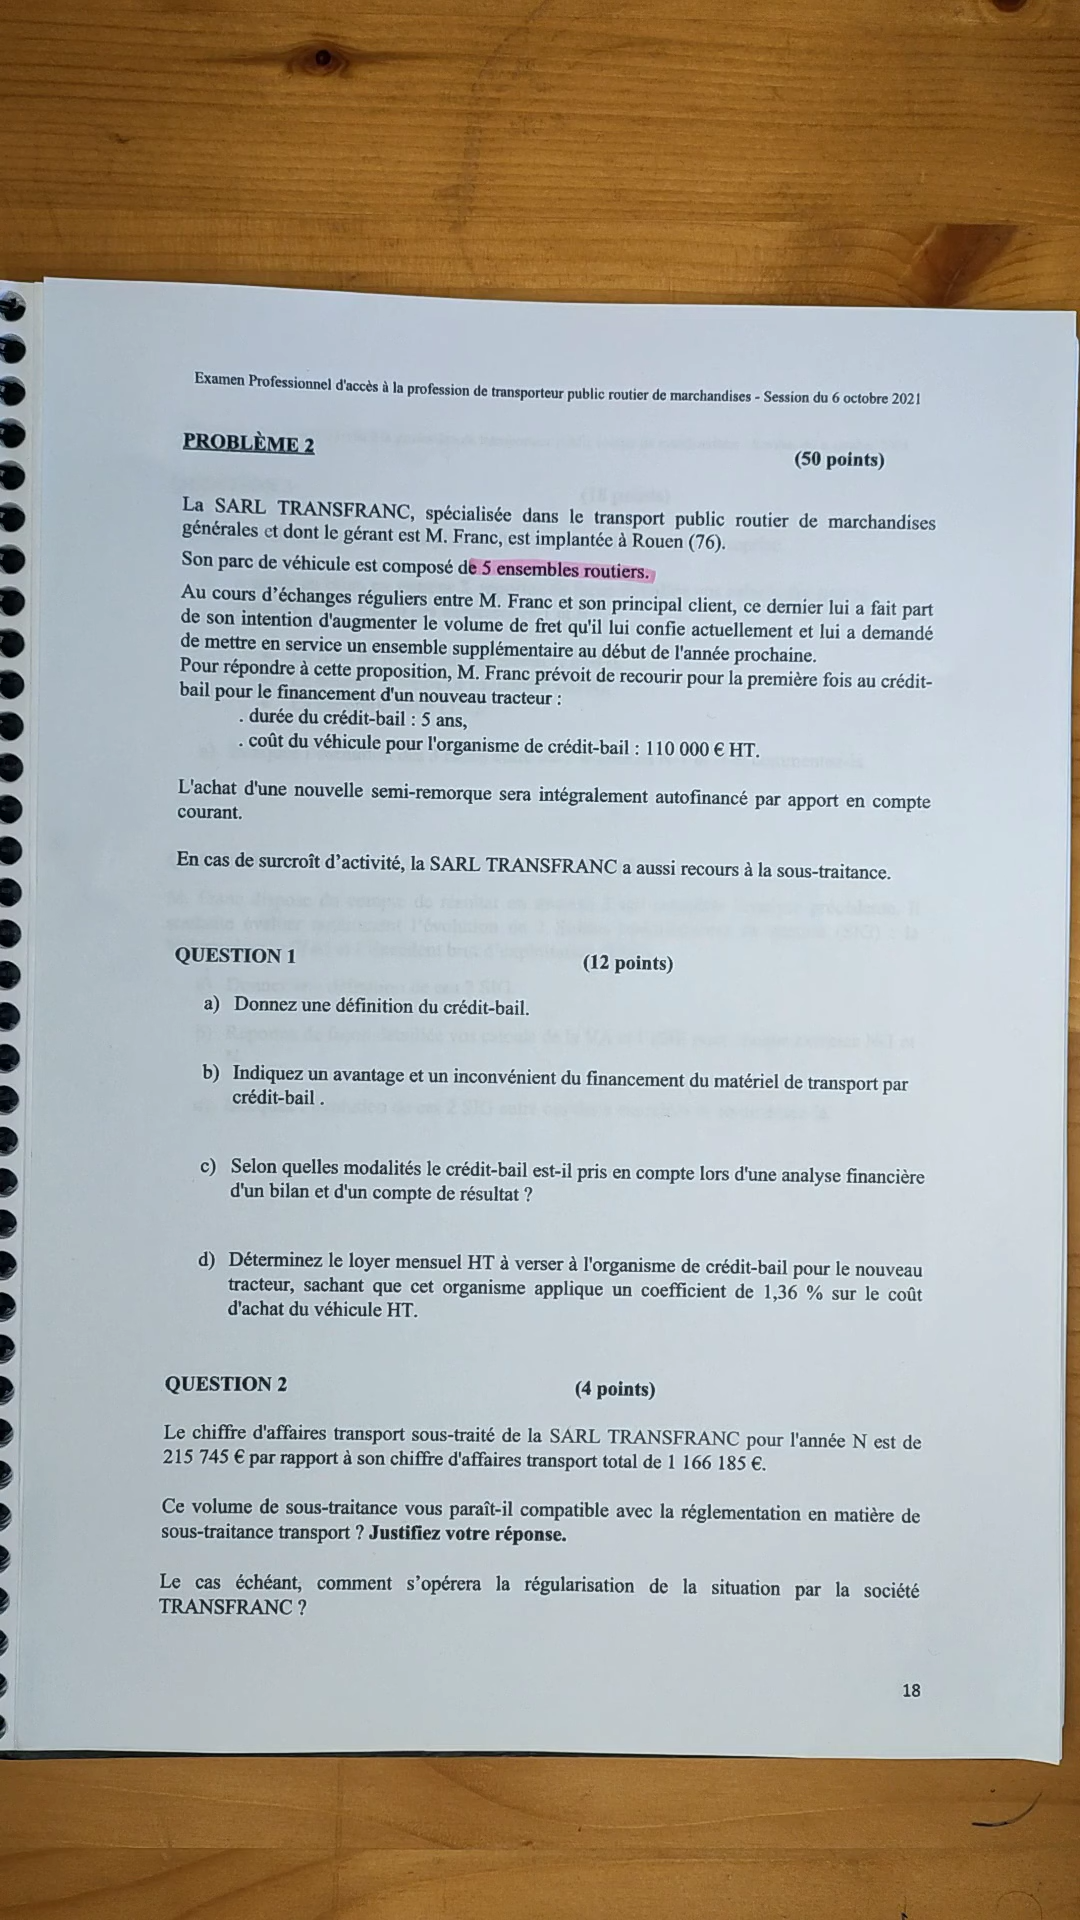 Examen Professionnel d'accès à la profession de transporteur public routier de marchandises - Session du 6 octobre 2021
PROBLÈME 2 (50 points)
La SARL TRANSFRANC, spécialisée dans le transport public routier de marchandises
générales et dont le gérant est M. Franc, est implantée à Rouen (76).
Son parc de véhicule est composé de 5 ensembles routiers.
Au cours d'échanges réguliers entre M. Franc et son principal client, ce dernier lui a fait part
de son intention d'augmenter le volume de fret qu'il lui confie actuellement et lui a demandé
de mettre en service un ensemble supplémentaire au début de l'année prochaine.
Pour répondre à cette proposition, M. Franc prévoit de recourir pour la première fois au crédit-
bail pour le financement d'un nouveau tracteur :
. durée du crédit-bail : 5 ans,
. coût du véhicule pour l'organisme de crédit-bail : 110 000 € HT.
L'achat d'une nouvelle semi-remorque sera intégralement autofinancé par apport en compte
courant.
En cas de surcroît d'activité, la SARL TRANSFRANC a aussi recours à la sous-traitance.
QUESTION 1 (12 points)
a) Donnez une définition du crédit-bail.
b) Indiquez un avantage et un inconvénient du financement du matériel de transport par
crédit-bail .
c) Selon quelles modalités le crédit-bail est-il pris en compte lors d'une analyse financière
d'un bilan et d'un compte de résultat ?
d) Déterminez le loyer mensuel HT à verser à l'organisme de crédit-bail pour le nouveau
tracteur, sachant que cet organisme applique un coefficient de 1,36 % sur le coût
d'achat du véhicule HT.
QUESTION 2 (4 points)
Le chiffre d'affaires transport sous-traité de la SARL TRANSFRANC pour l'année N est de
215 745 € par rapport à son chiffre d'affaires transport total de 1 166 185 €.
Ce volume de sous-traitance vous paraît-il compatible avec la réglementation en matière de
sous-traitance transport ? Justifiez votre réponse.
Le cas échéant, comment s'opérera la régularisation de la situation par la société
TRANSFRANC ?
18